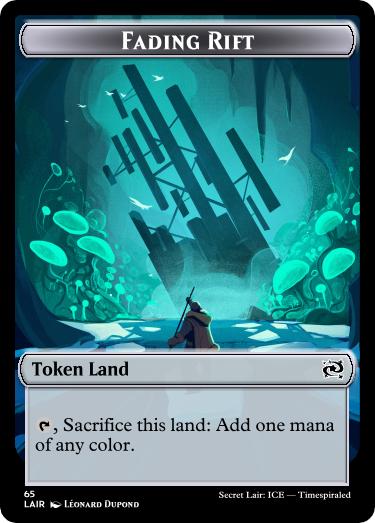 Fading Rift
Token Land
, Sacrifice this land: Add one mana
of any color.
65
LAIR Léonard Dupond
Secret Lair: ICE — Timespiraled